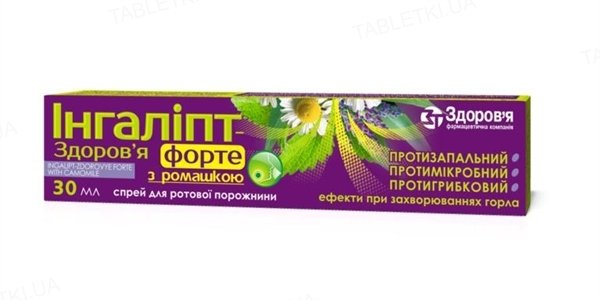 Інгаліпт-
Здоров'я
INGALIPT-ZDOROVYE FORTE
WITH CAMOMILE
форте
з ромашкою
30 мл
спрей для ротової порожнини
ЗТ Здоров'я
фармацевтична компанія
ПРОТИЗАПАЛЬНИЙ
ПРОТИМІКРОБНИЙ
ПРОТИГРИБКОВИЙ
ефекти при захворюваннях горла
TABLETKI.UA
TABLETKI.UA